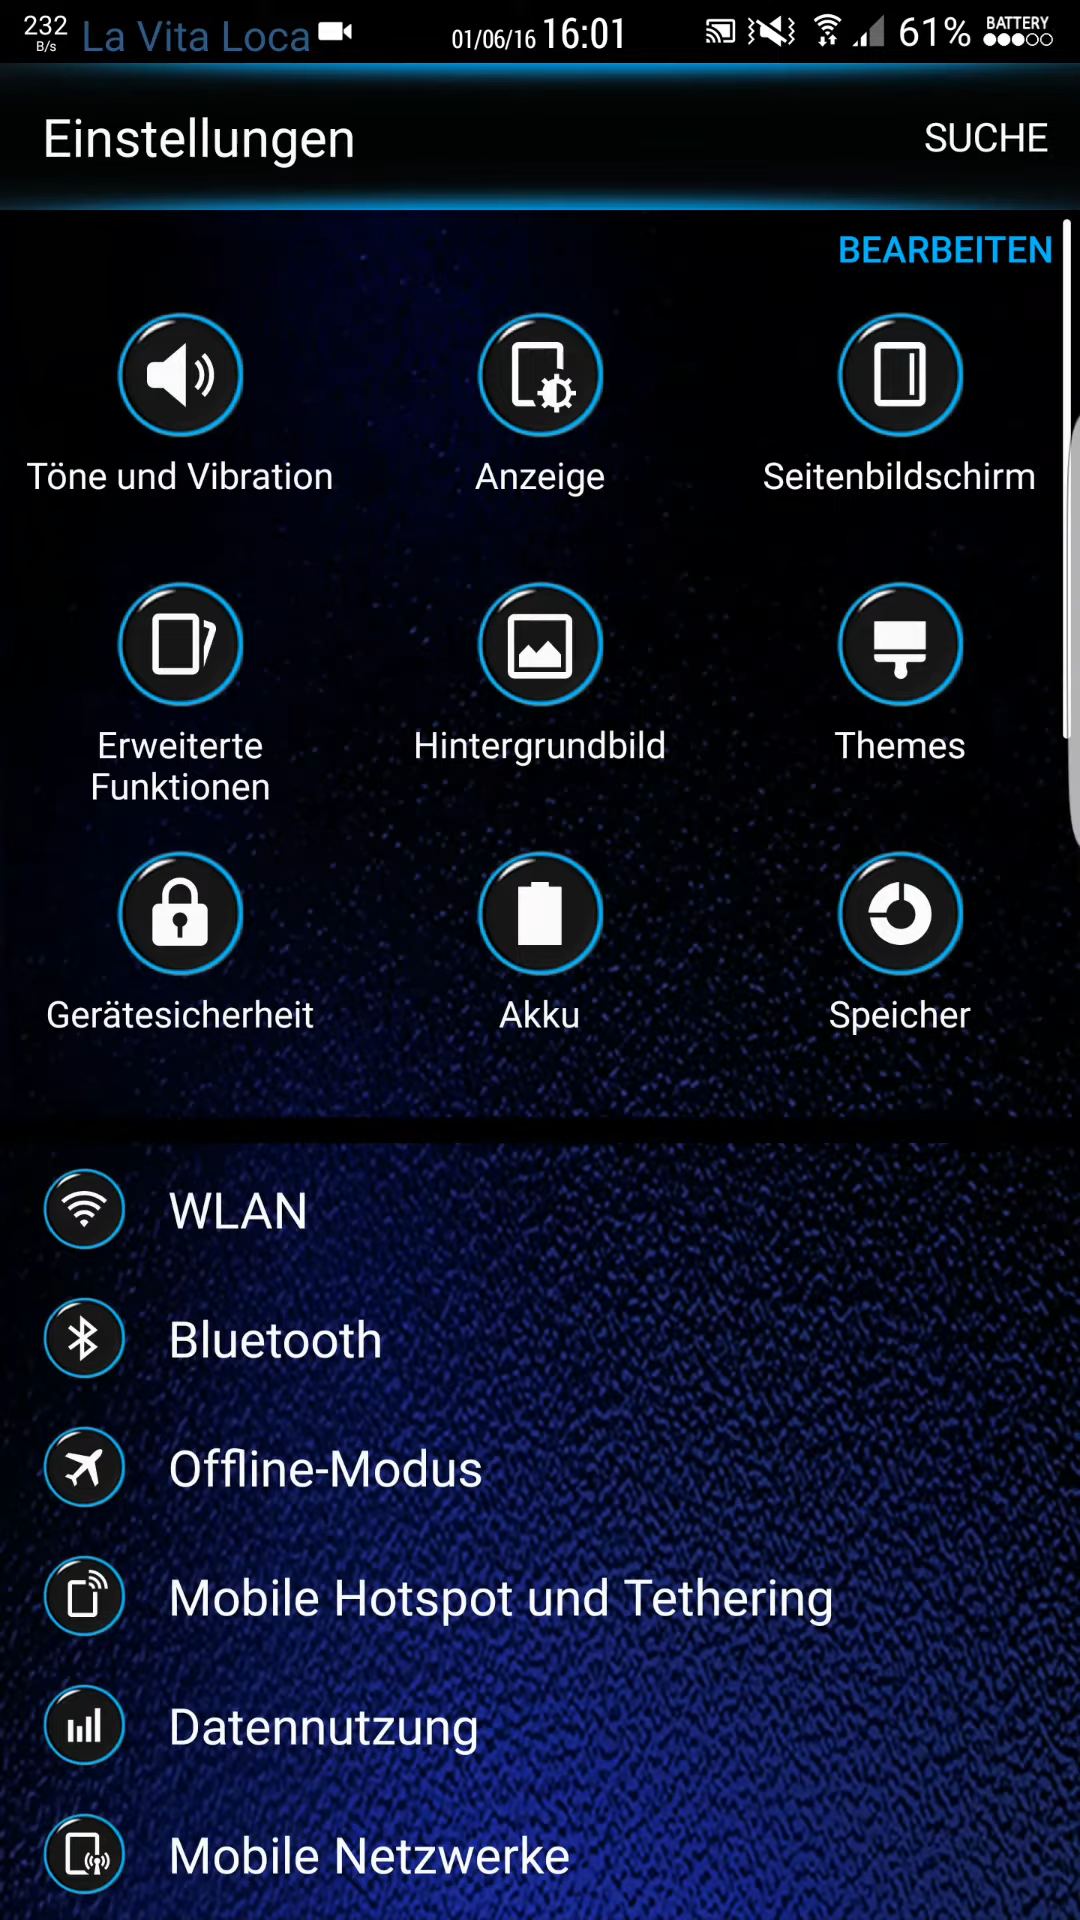 232
B/s
La Vita Loca
01/06/16 16:01
61%
BATTERY
Einstellungen
SUCHE
BEARBEITEN
Töne und Vibration
Anzeige
Seitenbildschirm
Erweiterte
Funktionen
Hintergrundbild
Themes
Gerätesicherheit
Akku
Speicher
WLAN
Bluetooth
Offline-Modus
Mobile Hotspot und Tethering
Datennutzung
Mobile Netzwerke